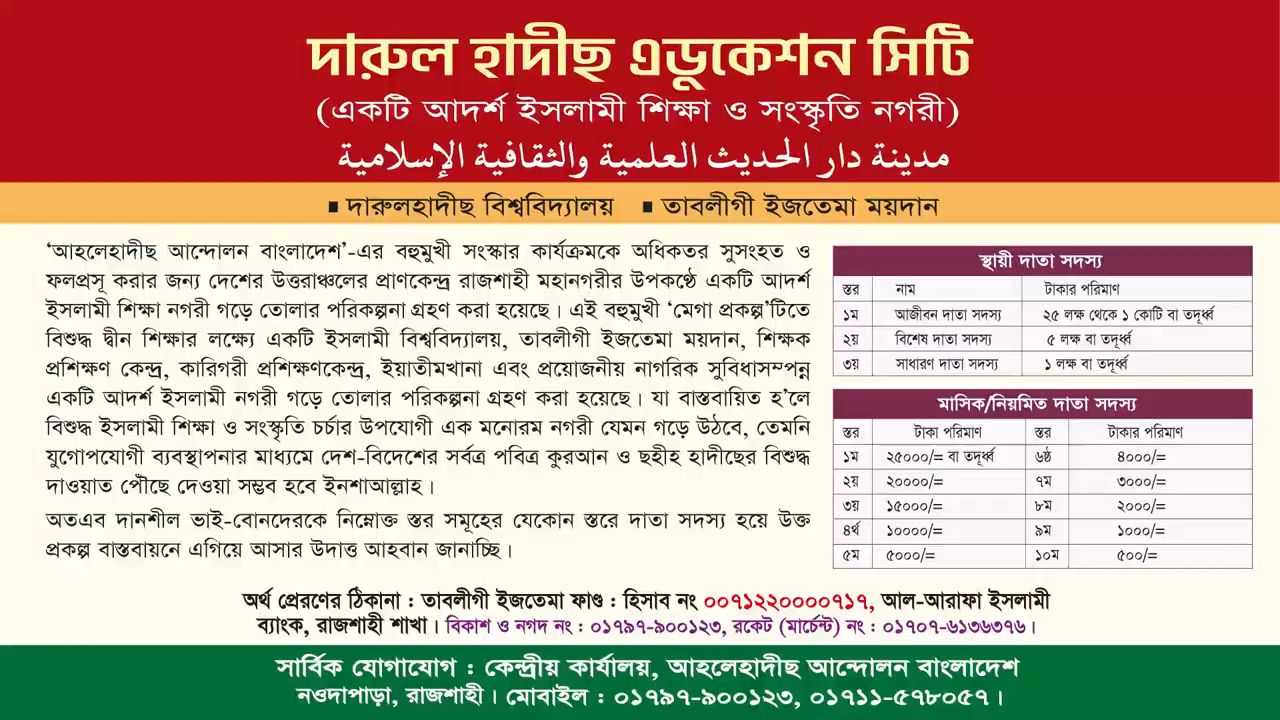 দারুল হাদীছ এডুকেশন সিটি
(একটি আদর্শ ইসলামী শিক্ষা ও সংস্কৃতি নগরী)
مدينة دار الحديث العلمية والثقافية الإسلامية
▪ দারুলহাদীছ বিশ্ববিদ্যালয় ▪ তাবলীগী ইজতেমা ময়দান
‘আহলেহাদীছ আন্দোলন বাংলাদেশ’-এর বহুমুখী সংস্কার কার্যক্রমকে অধিকতর সুসংহত ও
ফলপ্রসূ করার জন্য দেশের উত্তরাঞ্চলের প্রাণকেন্দ্র রাজশাহী মহানগরীর উপকণ্ঠে একটি আদর্শ
ইসলামী শিক্ষা নগরী গড়ে তোলার পরিকল্পনা গ্রহণ করা হয়েছে। এই বহুমুখী ‘মেগা প্রকল্প’টিতে
বিশুদ্ধ দ্বীন শিক্ষার লক্ষ্যে একটি ইসলামী বিশ্ববিদ্যালয়, তাবলীগী ইজতেমা ময়দান, শিক্ষক
প্রশিক্ষণ কেন্দ্র, কারিগরী প্রশিক্ষণকেন্দ্র, ইয়াতীমখানা এবং প্রয়োজনীয় নাগরিক সুবিধাসম্পন্ন
একটি আদর্শ ইসলামী নগরী গড়ে তোলার পরিকল্পনা গ্রহণ করা হয়েছে। যা বাস্তবায়িত হ’লে
বিশুদ্ধ ইসলামী শিক্ষা ও সংস্কৃতি চর্চার উপযোগী এক মনোরম নগরী যেমন গড়ে উঠবে, তেমনি
যুগোপযোগী ব্যবস্থাপনার মাধ্যমে দেশ-বিদেশের সর্বত্র পবিত্র কুরআন ও ছহীহ হাদীছের বিশুদ্ধ
দাওয়াত পৌঁছে দেওয়া সম্ভব হবে ইনশাআল্লাহ।
অতএব দানশীল ভাই-বোনদেরকে নিম্নোক্ত স্তর সমূহের যেকোন স্তরে দাতা সদস্য হয়ে উক্ত
প্রকল্প বাস্তবায়নে এগিয়ে আসার উদাত্ত আহবান জানাচ্ছি।
স্থায়ী দাতা সদস্য
স্তর নাম টাকার পরিমাণ
১ম আজীবন দাতা সদস্য ২৫ লক্ষ থেকে ১ কোটি বা তদূর্ধ্ব
২য় বিশেষ দাতা সদস্য ৫ লক্ষ বা তদূর্ধ্ব
৩য় সাধারণ দাতা সদস্য ১ লক্ষ বা তদূর্ধ্ব
মাসিক/নিয়মিত দাতা সদস্য
স্তর টাকা পরিমাণ স্তর টাকার পরিমাণ
১ম ২৫০০০/= বা তদূর্ধ্ব ৬ষ্ঠ ৪০০০/=
২য় ২০০০০/= ৭ম ৩০০০/=
৩য় ১৫০০০/= ৮ম ২০০০/=
৪র্থ ১০০০০/= ৯ম ১০০০/=
৫ম ৫০০০/= ১০ম ৫০০/=
অর্থ প্রেরণের ঠিকানা : তাবলীগী ইজতেমা ফাণ্ড : হিসাব নং ০০৭১২২০০০০৭১৭, আল-আরাফা ইসলামী
ব্যাংক, রাজশাহী শাখা। বিকাশ ও নগদ নং : ০১৭৯৭-৯০০১২৩, রকেট (মার্চেন্ট) নং : ০১৭০৭-৬১৩৬৩৭৬।
সার্বিক যোগাযোগ : কেন্দ্রীয় কার্যালয়, আহলেহাদীছ আন্দোলন বাংলাদেশ
নওদাপাড়া, রাজশাহী। মোবাইল : ০১৭৯৭-৯০০১২৩, ০১৭১১-৫৭৮০৫৭।